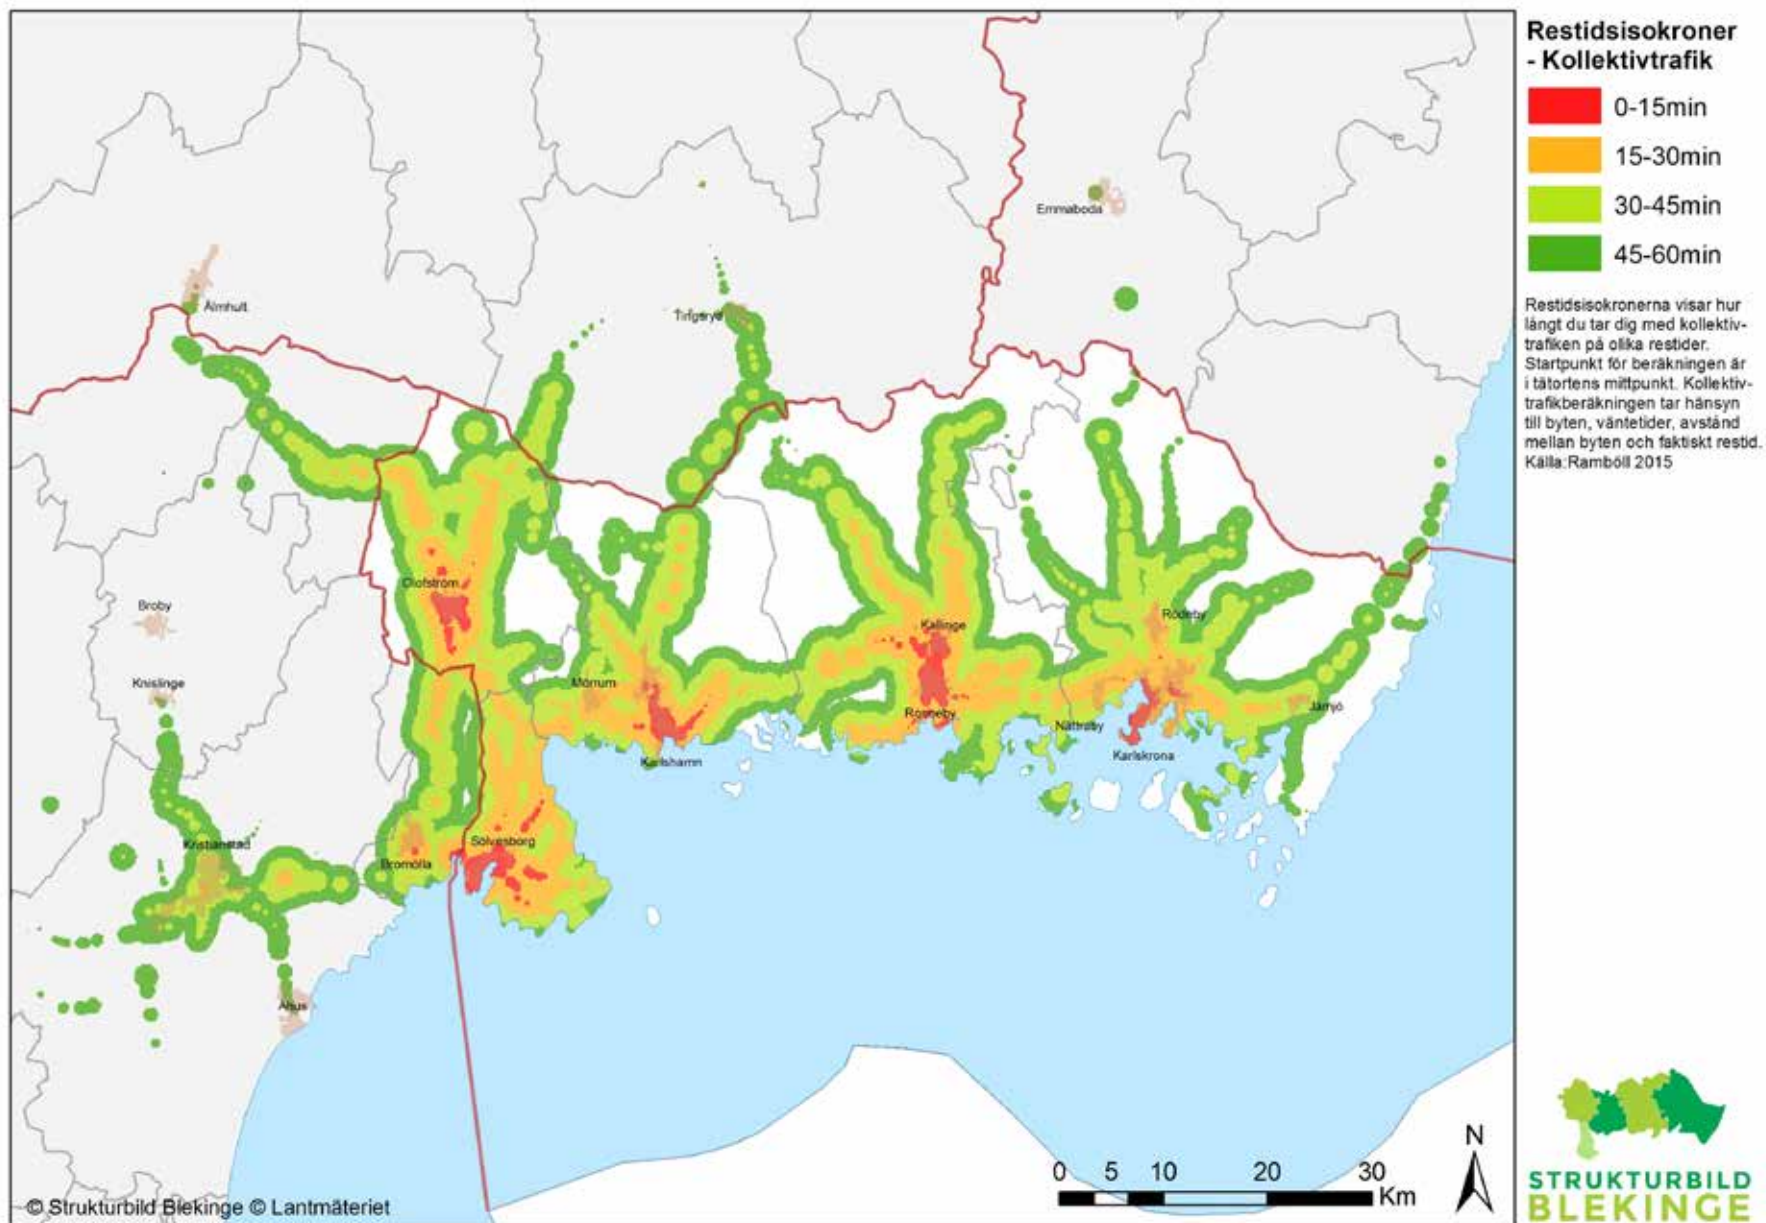 Restidsisokroner
- Kollektivtrafik
0-15min
15-30min
30-45min
45-60min
Restidsisokronerna visar hur
långt du tar dig med kollektiv-
trafiken på olika restider.
Startpunkt för beräkningen är
i tätortens mittpunkt. Kollektiv-
trafikberäkningen tar hänsyn
till byten, väntetider, avstånd
mellan byten och faktiskt restid.
Källa:Ramböll 2015
Emmaboda
Älmhult
Tingsryd
Olofström
Broby
Rödeby
Kallinge
Knislinge
Mörrum
Jämjö
Ronneby
Nättraby
Karlskrona
Karlshamn
Sölvesborg
Kristianstad
Bromölla
Åhus
N
0 5 10 20 30
Km
© Strukturbild Blekinge © Lantmäteriet
STRUKTURBILD
BLEKINGE